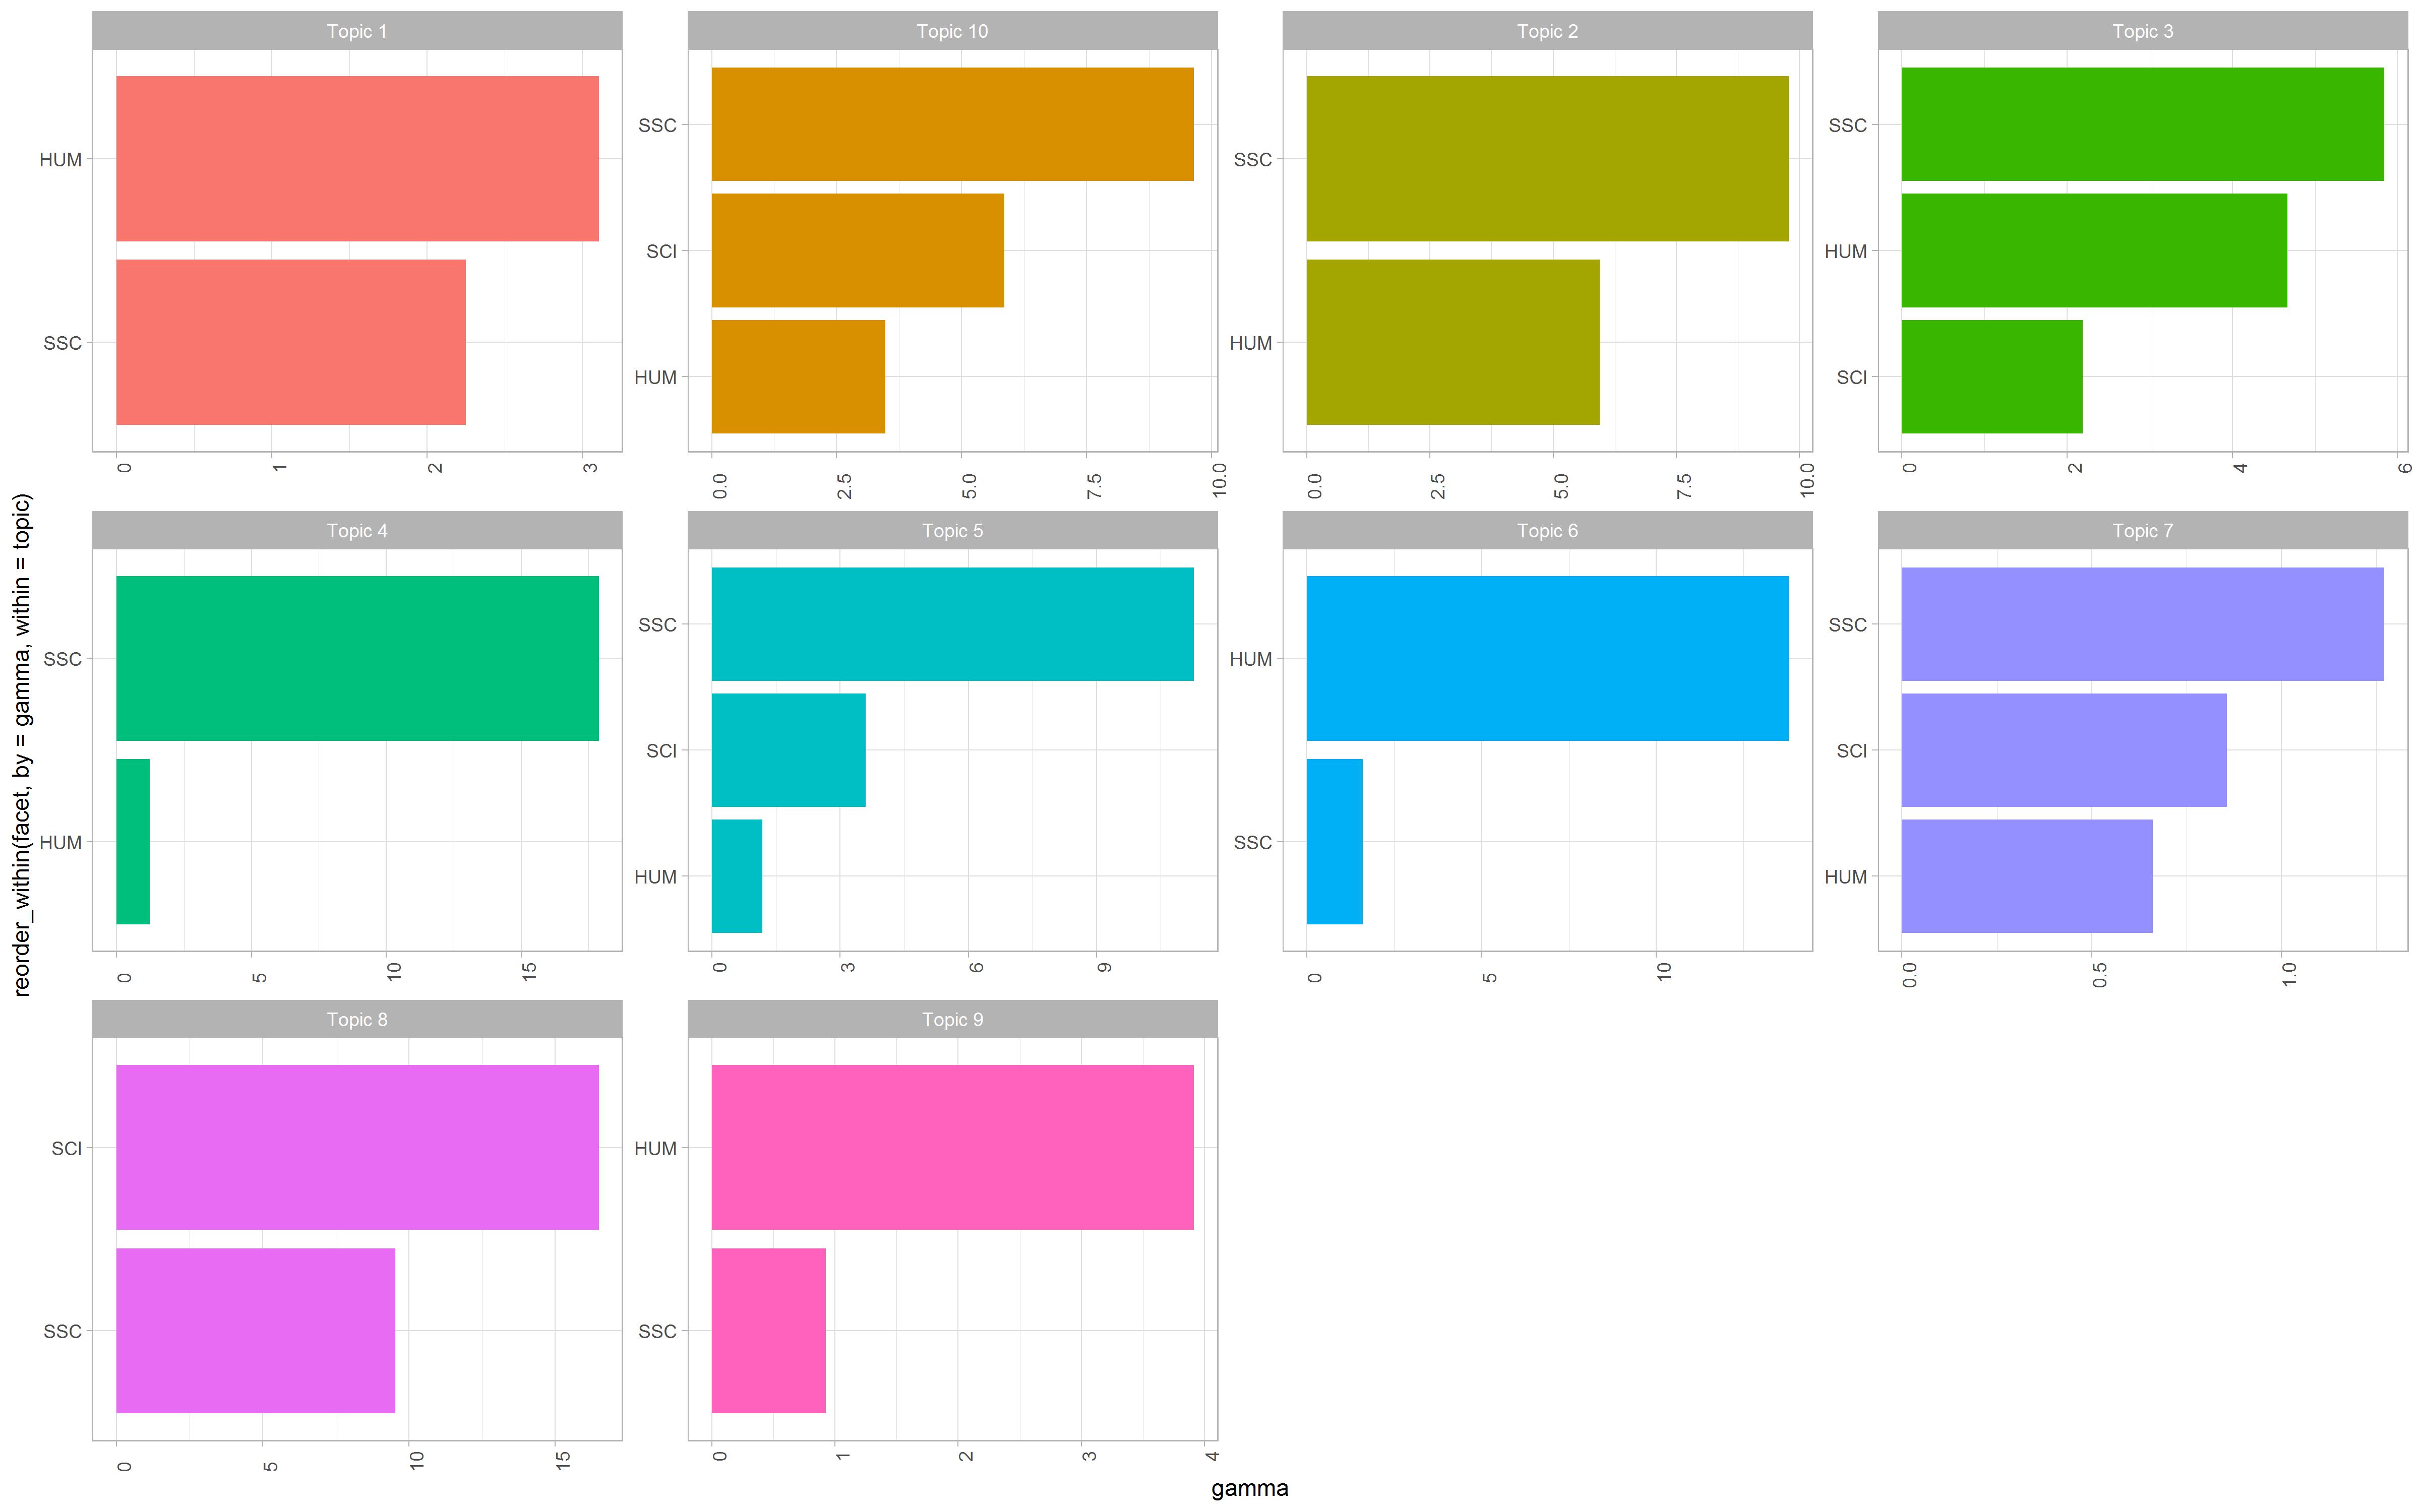 Topic 1
HUM
SSC
0 1 2 3
Topic 10
SSC
SCI
HUM
0.0 2.5 5.0 7.5 10.0
Topic 2
SSC
HUM
0.0 2.5 5.0 7.5 10.0
Topic 3
SSC
HUM
SCI
0 2 4 6
reorder_within(facet, by = gamma, within = topic)
Topic 4
SSC
HUM
0 5 10 15
Topic 5
SSC
SCI
HUM
0 3 6 9
Topic 6
HUM
SSC
0 5 10
Topic 7
SSC
SCI
HUM
0.0 0.5 1.0
Topic 8
SCI
SSC
0 5 10 15
Topic 9
HUM
SSC
0 1 2 3 4
gamma